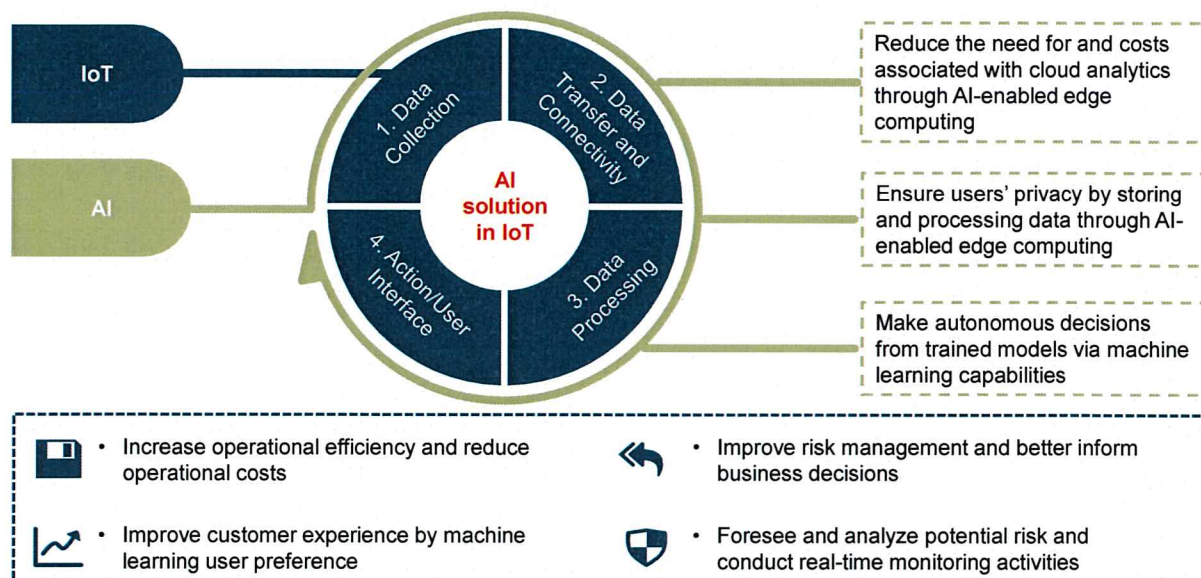 IoT
AI
1. Data
Collection
2. Data
Transfer and
Connectivity
3. Data
Processing
4. Action/User
Interface
AI
solution
in IoT
Reduce the need for and costs
associated with cloud analytics
through AI-enabled edge
computing
Ensure users' privacy by storing
and processing data through AI-
enabled edge computing
Make autonomous decisions
from trained models via machine
learning capabilities
• Increase operational efficiency and reduce
operational costs
• Improve customer experience by machine
learning user preference
• Improve risk management and better inform
business decisions
• Foresee and analyze potential risk and
conduct real-time monitoring activities